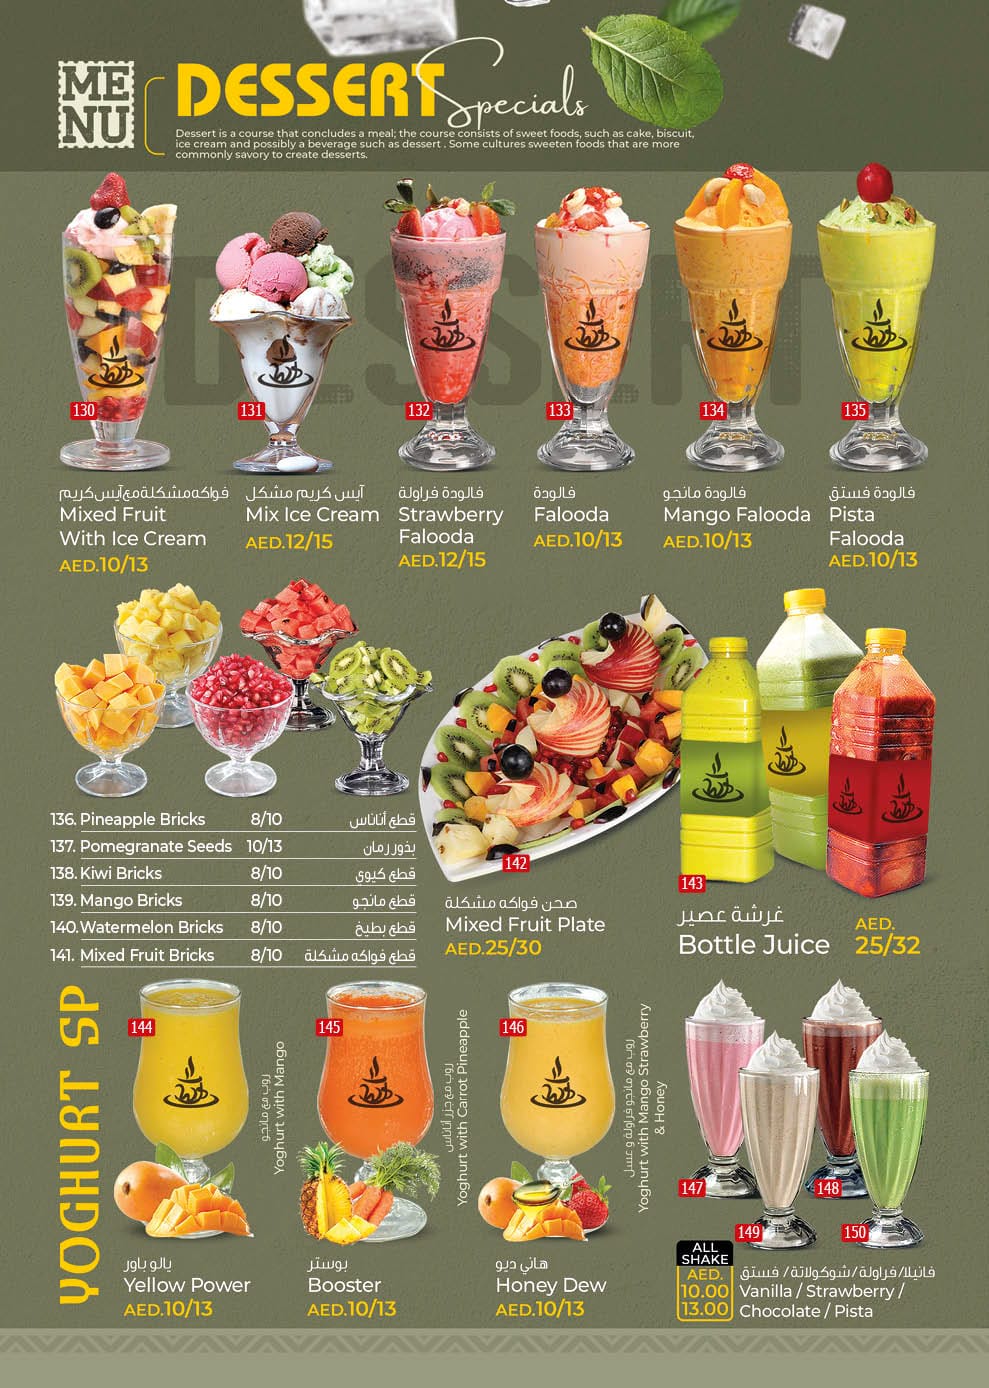 ME
NU
DESSERT Specials
Dessert is a course that concludes a meal; the course consists of sweet foods, such as cake, biscuit,
ice cream and possibly a beverage such as dessert . Some cultures sweeten foods that are more
commonly savory to create desserts.
DESSERT
130
131
132
133
134
135
فواكه مشكلة مع آيس كريم
Mixed Fruit
With Ice Cream
AED.10/13
آيس كريم مشكل
Mix Ice Cream
AED.12/15
فالودة فراولة
Strawberry
Falooda
AED.12/15
فالودة
Falooda
AED.10/13
فالودة مانجو
Mango Falooda
AED.10/13
فالودة فستق
Pista
Falooda
AED.10/13
136. Pineapple Bricks 8/10 قطع أناناس
137. Pomegranate Seeds 10/13 بذور رمان
138. Kiwi Bricks 8/10 قطع كيوي
139. Mango Bricks 8/10 قطع مانجو
140. Watermelon Bricks 8/10 قطع بطيخ
141. Mixed Fruit Bricks 8/10 قطع فواكه مشكلة
142
صحن فواكه مشكلة
Mixed Fruit Plate
AED.25/30
143
غرشة عصير
Bottle Juice
AED.
25/32
YOGHURT SP
144
روب مع مانجو
Yoghurt with Mango
يالو باور
Yellow Power
AED.10/13
145
روب مع جزر أناناس
Yoghurt with Carrot Pineapple
بوستر
Booster
AED.10/13
146
روب مع مانجو فراولة و عسل
Yoghurt with Mango Strawberry
& Honey
هاني ديو
Honey Dew
AED.10/13
147
148
149
150
ALL
SHAKE
AED.
10.00
13.00
فانيلا/فراولة/شوكولاتة/ فستق
Vanilla / Strawberry /
Chocolate / Pista